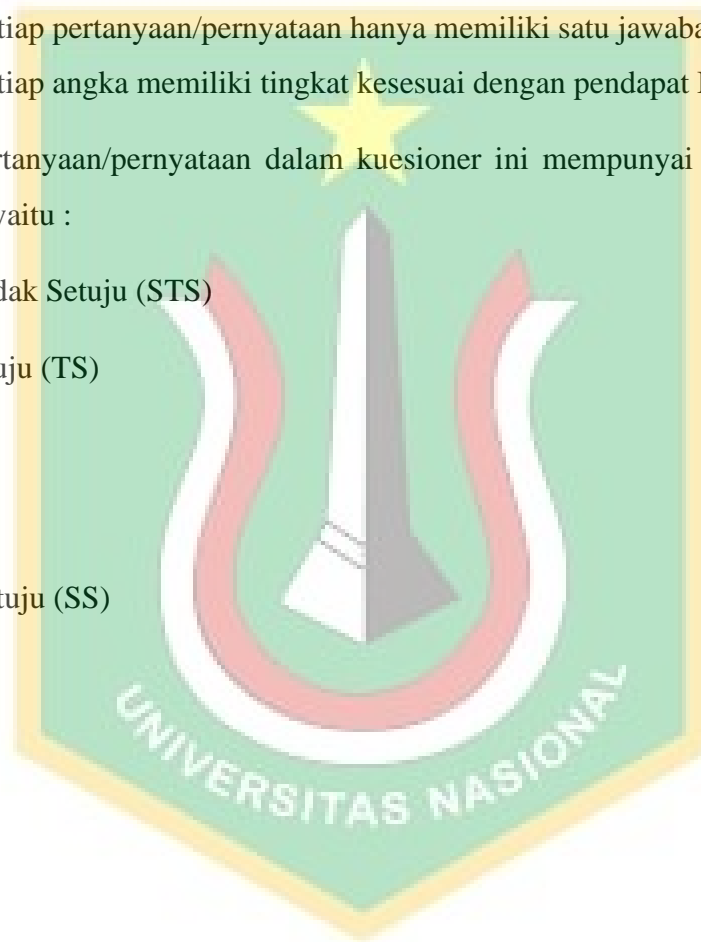 tiap pertanyaan/pernyataan hanya memiliki satu jawaba
tiap angka memiliki tingkat kesesuai dengan pendapat
rtanyaan/pernyataan dalam kuesioner ini mempunyai
yaitu :
dak Setuju (STS)
uju (TS)
tuju (SS)
UNIVERSITAS NASIONAL